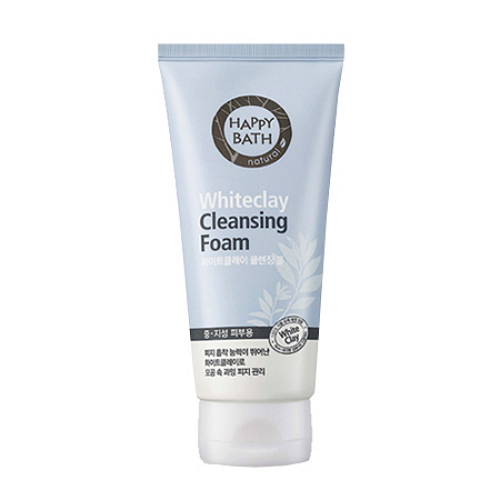 HAPPY
BATH
natural
Whiteclay
Cleansing
Foam
화이트클레이 클렌징폼
중·지성 피부용
White
Clay
피지 흡착 능력이 뛰어난
화이트클레이로
모공 속 과잉 피지 관리